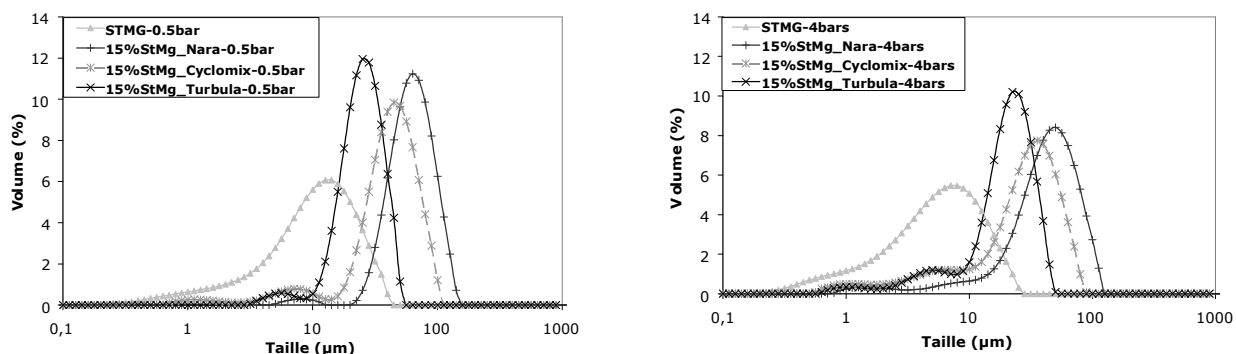 14
12
10
8
6
4
2
0
Volume (%)
STMG-0.5bar
15%StMg_Nara-0.5bar
15%StMg_Cyclomix-0.5bar
15%StMg_Turbula-0.5bar
0,1 1 10 100 1000
Taille (µm)
14
12
10
8
6
4
2
0
Volume (%)
STMG-4bars
15%StMg_Nara-4bars
15%StMg_Cyclomix-4bars
15%StMg_Turbula-4bars
0,1 1 10 100 1000
Taille (µm)